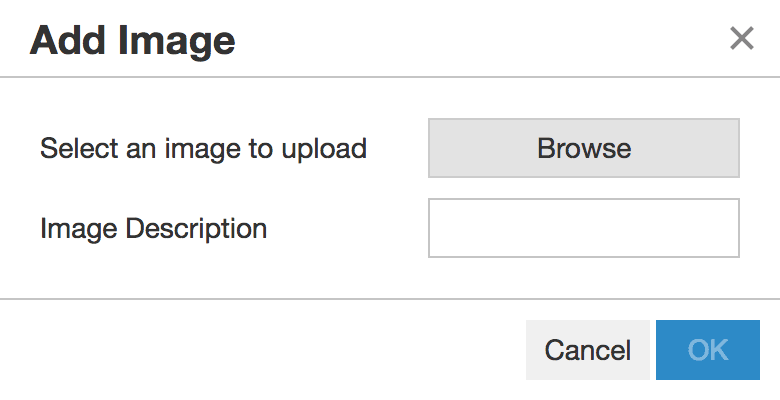 Add Image
Select an image to upload
Browse
Image Description
Cancel
OK